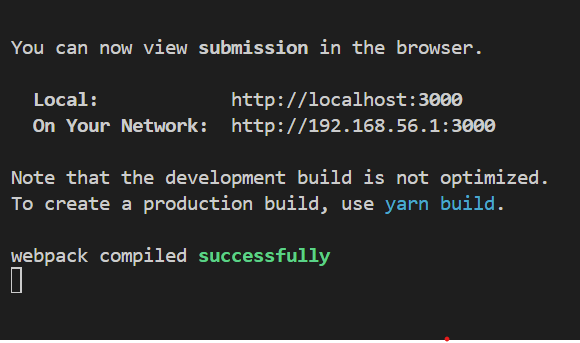 You can now view submission in the browser.
Local: http://localhost:3000
On Your Network: http://192.168.56.1:3000
Note that the development build is not optimized.
To create a production build, use yarn build.
webpack compiled successfully